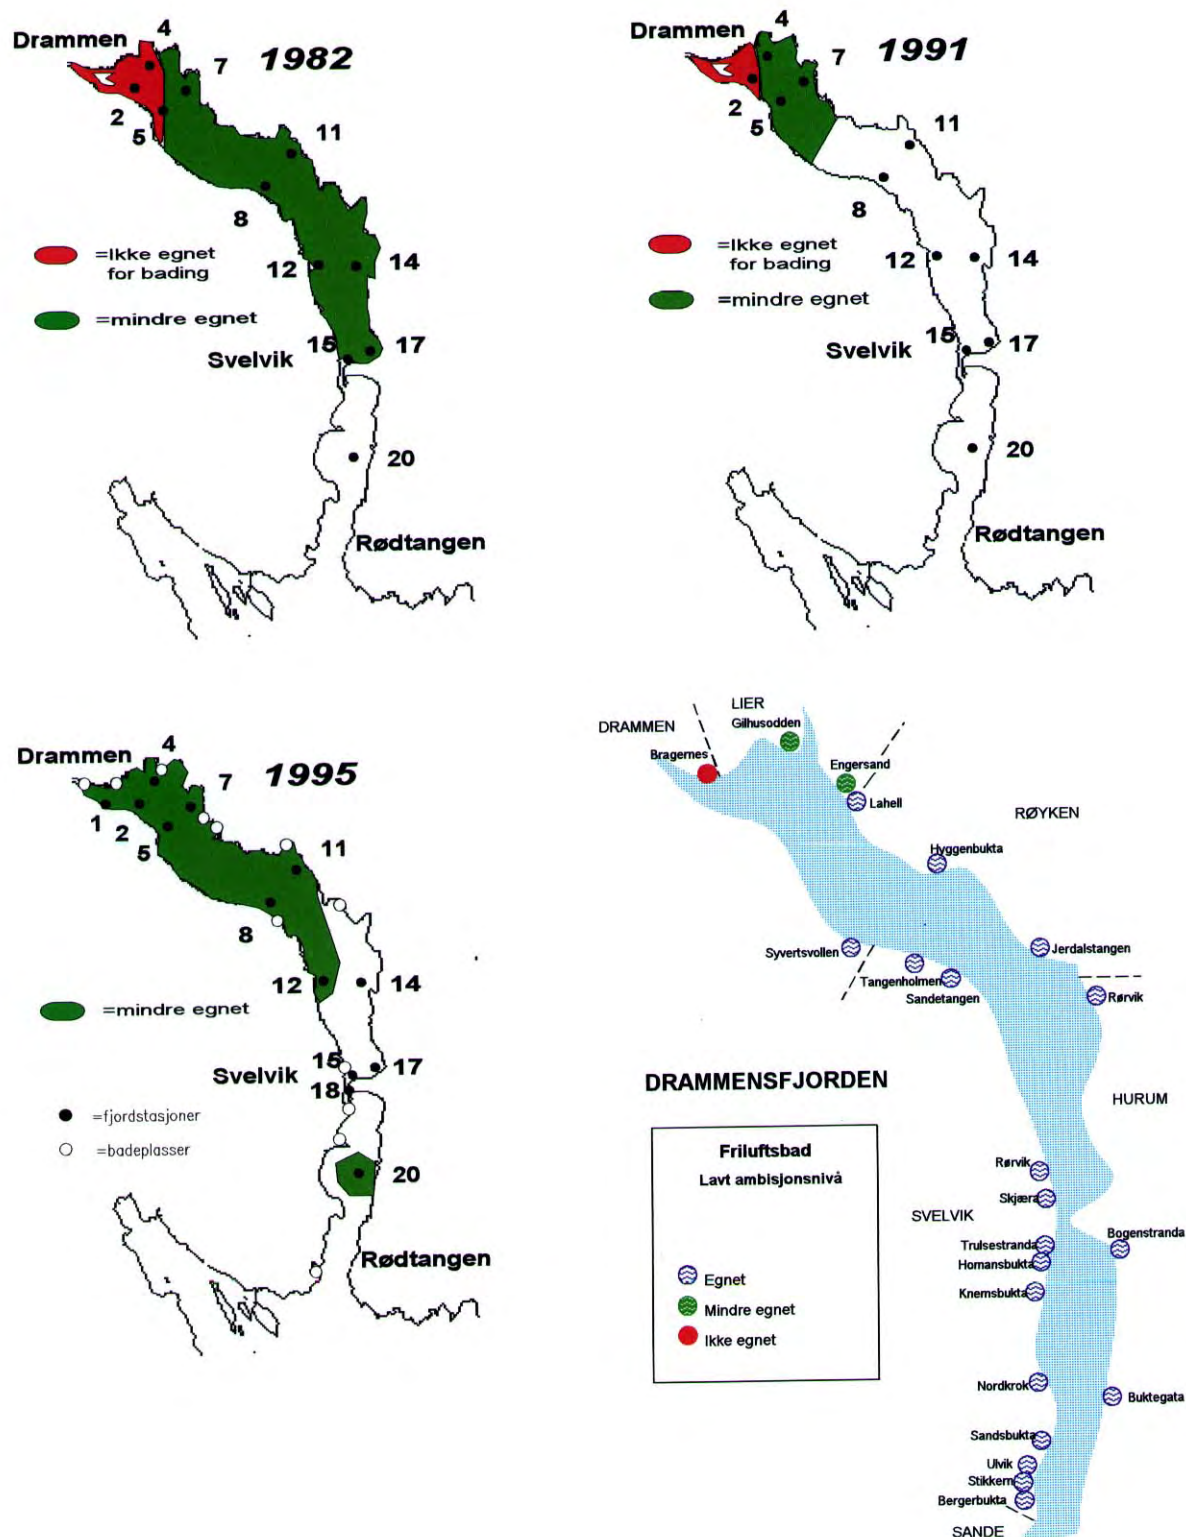 Drammen
4
1982
7
2
5
11
8
=Ikke egnet
for bading
12
14
=mindre egnet
15
17
Svelvik
20
Rødtangen
Drammen
4
1991
7
2
5
11
8
=Ikke egnet
for bading
12
14
=mindre egnet
15
17
Svelvik
20
Rødtangen
Drammen
4
1995
7
1
2
5
11
8
12
14
=mindre egnet
15
17
Svelvik
18
=fjordstasjoner
=badeplasser
20
Rødtangen
LIER
Gilhusodden
DRAMMEN
Bragernes
Engersand
Lahell
RØYKEN
Hyggenbukta
Syvertsvollen
Jerdalstangen
Tangenholmen
Sandetangen
Rørvik
DRAMMENSFJORDEN
HURUM
Friluftsbad
Lavt ambisjonsnivå
Egnet
Mindre egnet
Ikke egnet
Rørvik
Skjæra
SVELVIK
Bogenstranda
Trulsestranda
Homansbukta
Knemsbukta
Nordkrok
Buktegata
Sandsbukta
Ulvik
Stikkern
Bergerbukta
SANDE